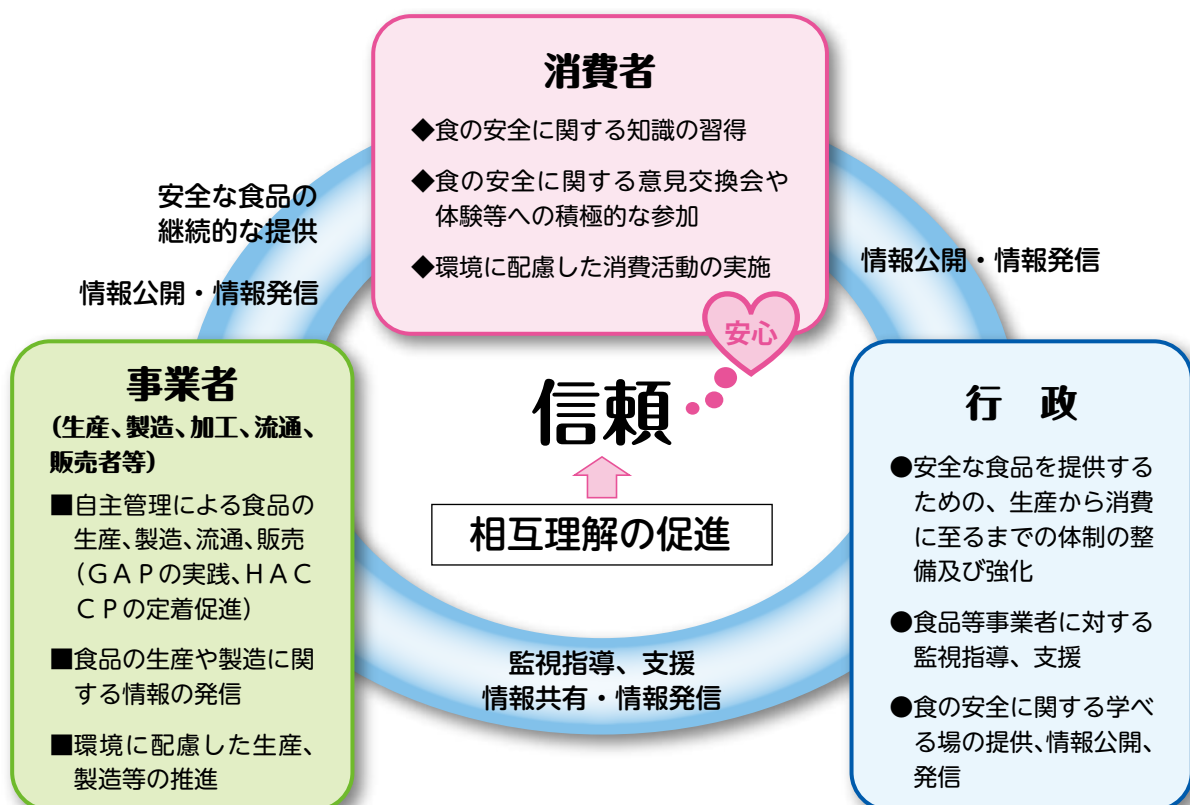 消費者
◆食の安全に関する知識の習得
◆食の安全に関する意見交換会や
体験等への積極的な参加
◆環境に配慮した消費活動の実施
安心
安全な食品の
継続的な提供
情報公開・情報発信
情報公開・情報発信
信頼
相互理解の促進
事業者
(生産、製造、加工、流通、
販売者等)
■自主管理による食品の
生産、製造、流通、販売
(GAPの実践、HAC
CPの定着促進)
■食品の生産や製造に関
する情報の発信
■環境に配慮した生産、
製造等の推進
監視指導、支援
情報共有・情報発信
行 政
●安全な食品を提供する
ための、生産から消費
に至るまでの体制の整
備及び強化
●食品等事業者に対する
監視指導、支援
●食の安全に関する学べ
る場の提供、情報公開、
発信